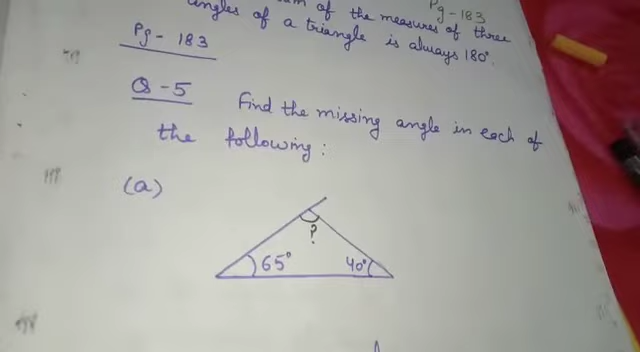 Pg-183
of the measures of three
angles of a triangle is always 180°.
Pg- 183
Q-5 Find the missing angle in each of
the following:
(a)
?
65° 40°